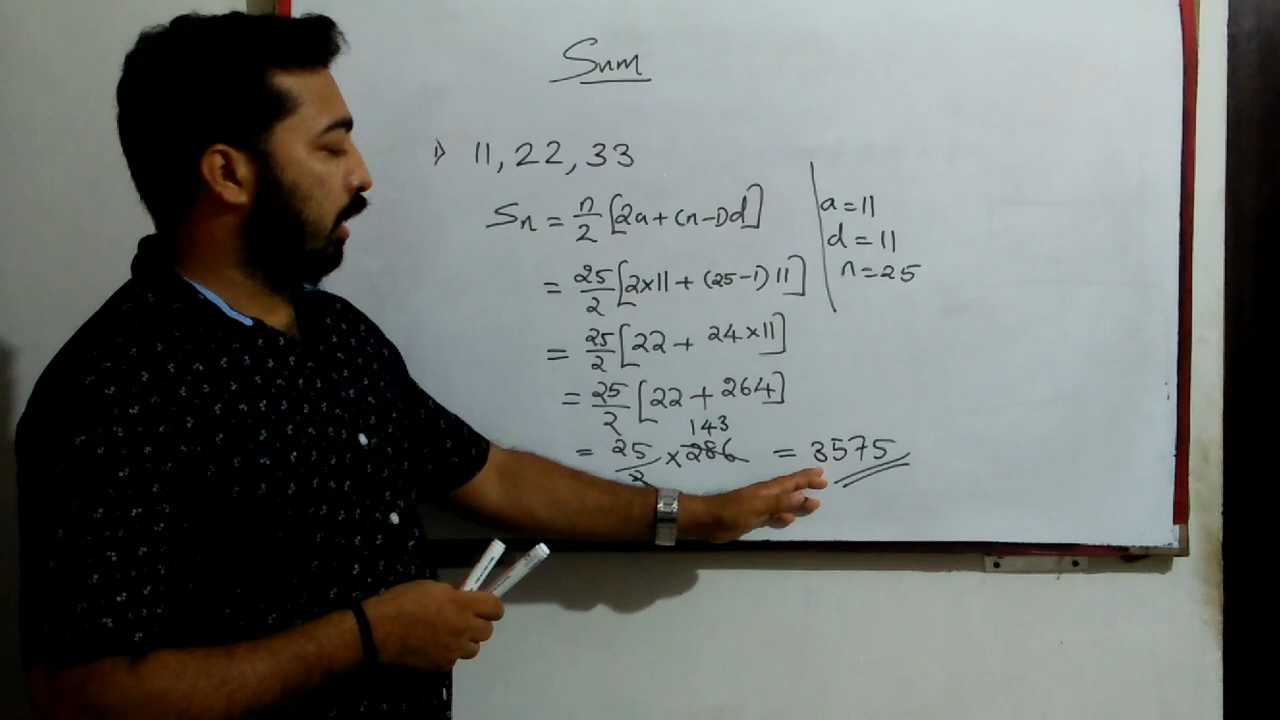 Sum
1) 11, 22, 33
Sn = n/2 [2a + (n-1)d]
a = 11
d = 11
n = 25
= 25/2 [2×11 + (25-1) 11]
= 25/2 [22 + 24×11]
= 25/2 [22 + 264]
143
= 25/2 × 286 = 3575